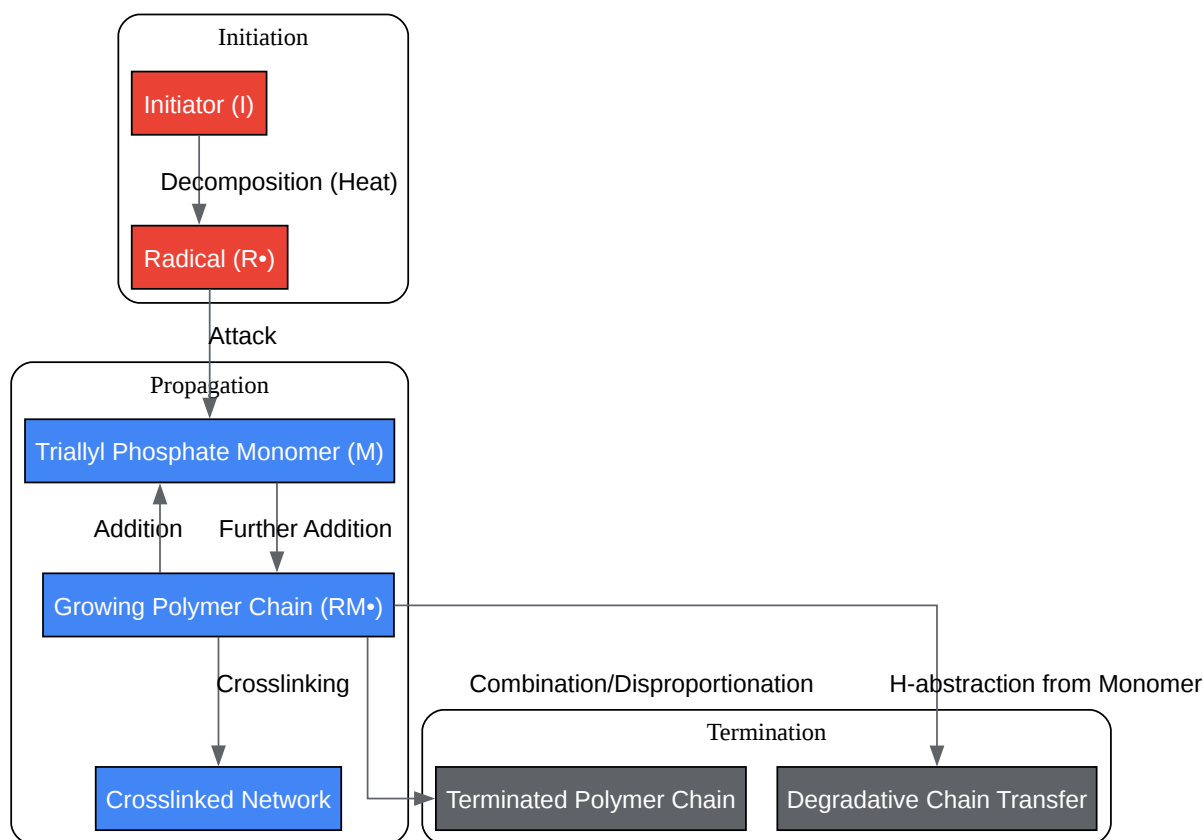 Initiation
Initiator (I)
Decomposition (Heat)
Radical (R•)
Attack
Propagation
Triallyl Phosphate Monomer (M)
Addition
Further Addition
Growing Polymer Chain (RM•)
Crosslinking
Combination/Disproportionation
H-abstraction from Monomer
Termination
Crosslinked Network
Terminated Polymer Chain
Degradative Chain Transfer